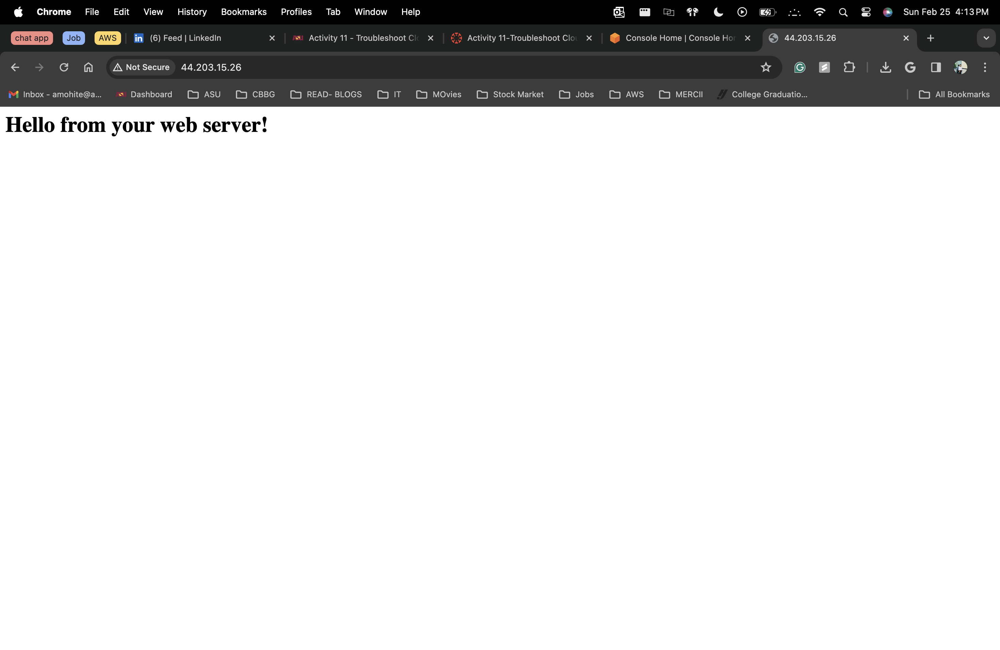 Chrome File Edit View History Bookmarks Profiles Tab Window Help Sun Feb 25 4:13 PM
chat app Job AWS (6) Feed | LinkedIn Activity 11 - Troubleshoot Clo Activity 11-Troubleshoot Clou Console Home | Console Hom 44.203.15.26
Not Secure 44.203.15.26
Inbox - amohite@a... Dashboard ASU CBBG READ- BLOGS IT MOvies Stock Market Jobs AWS MERCII College Graduatio... All Bookmarks
Hello from your web server!